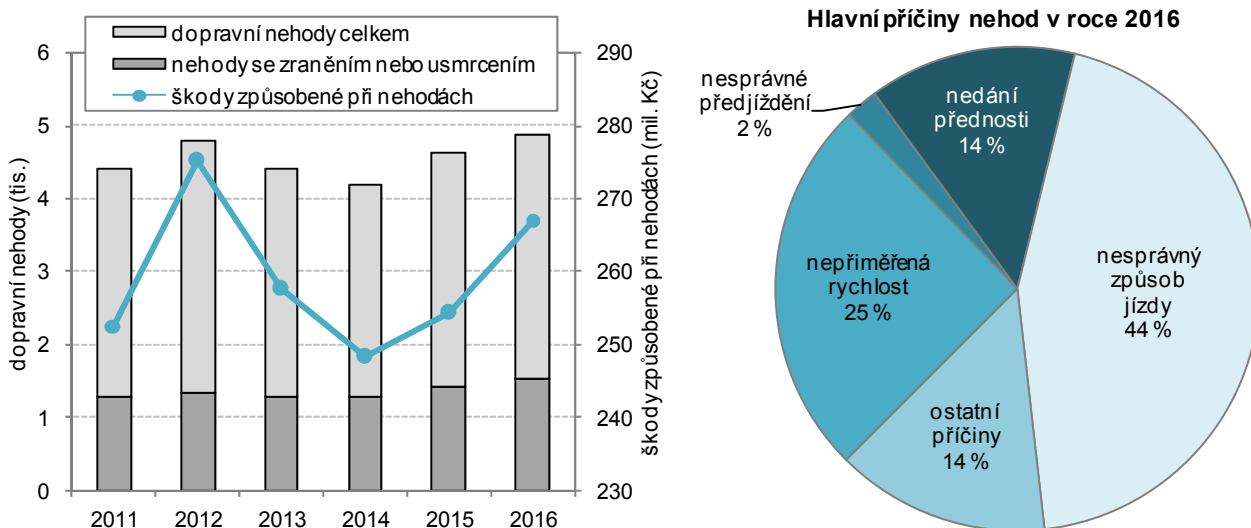 dopravní nehody celkem
nehody se zraněním nebo usmrcením
škody způsobené při nehodách
dopravní nehody (tis.)
6
5
4
3
2
1
0
2011 2012 2013 2014 2015 2016
290
280
270
260
250
240
230
škody způsobené při nehodách (mil. Kč)
Hlavní příčiny nehod v roce 2016
nesprávné
předjíždění
2 %
nedání
přednosti
14 %
nesprávný
způsob
jízdy
44 %
nepřiměřená
rychlost
25 %
ostatní
příčiny
14 %